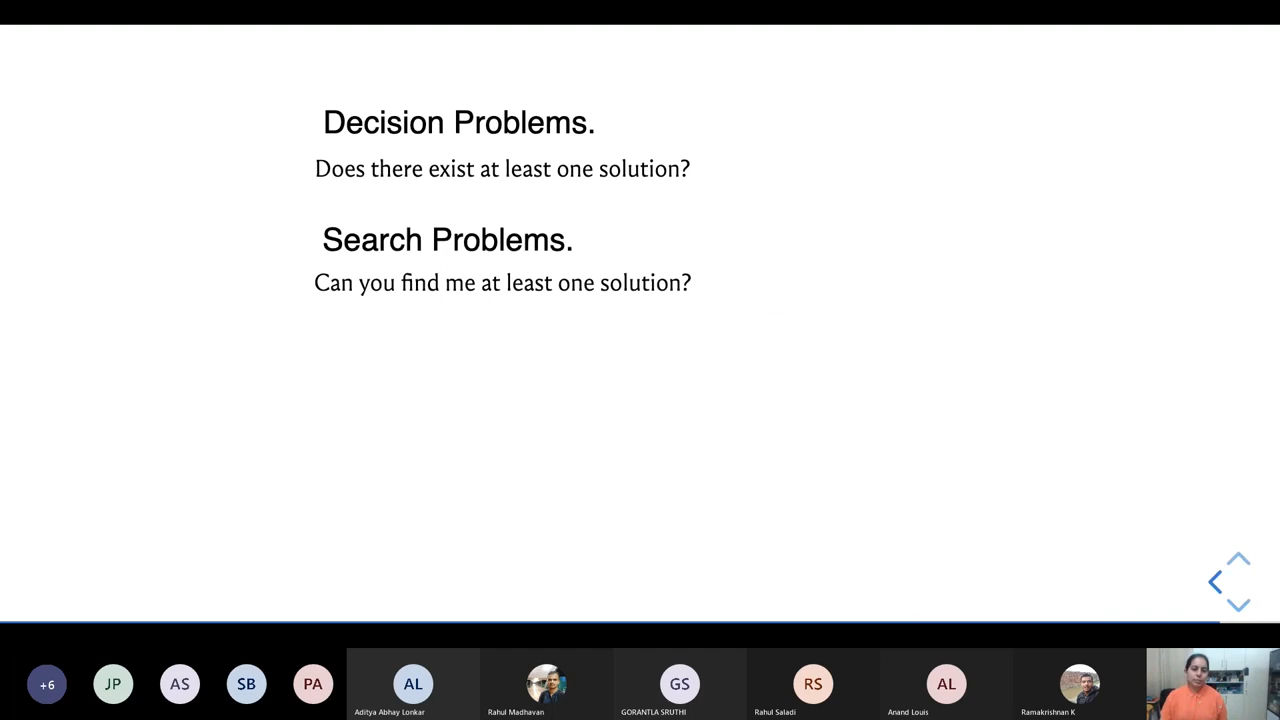 Decision Problems.
Does there exist at least one solution?
Search Problems.
Can you find me at least one solution?
+6
JP
AS
SB
PA
AL
GS
RS
AL
Aditya Abhay Lonkar
Rahul Madhavan
GORANTLA SRUTHI
Rahul Saladi
Anand Louis
Ramakrishnan K